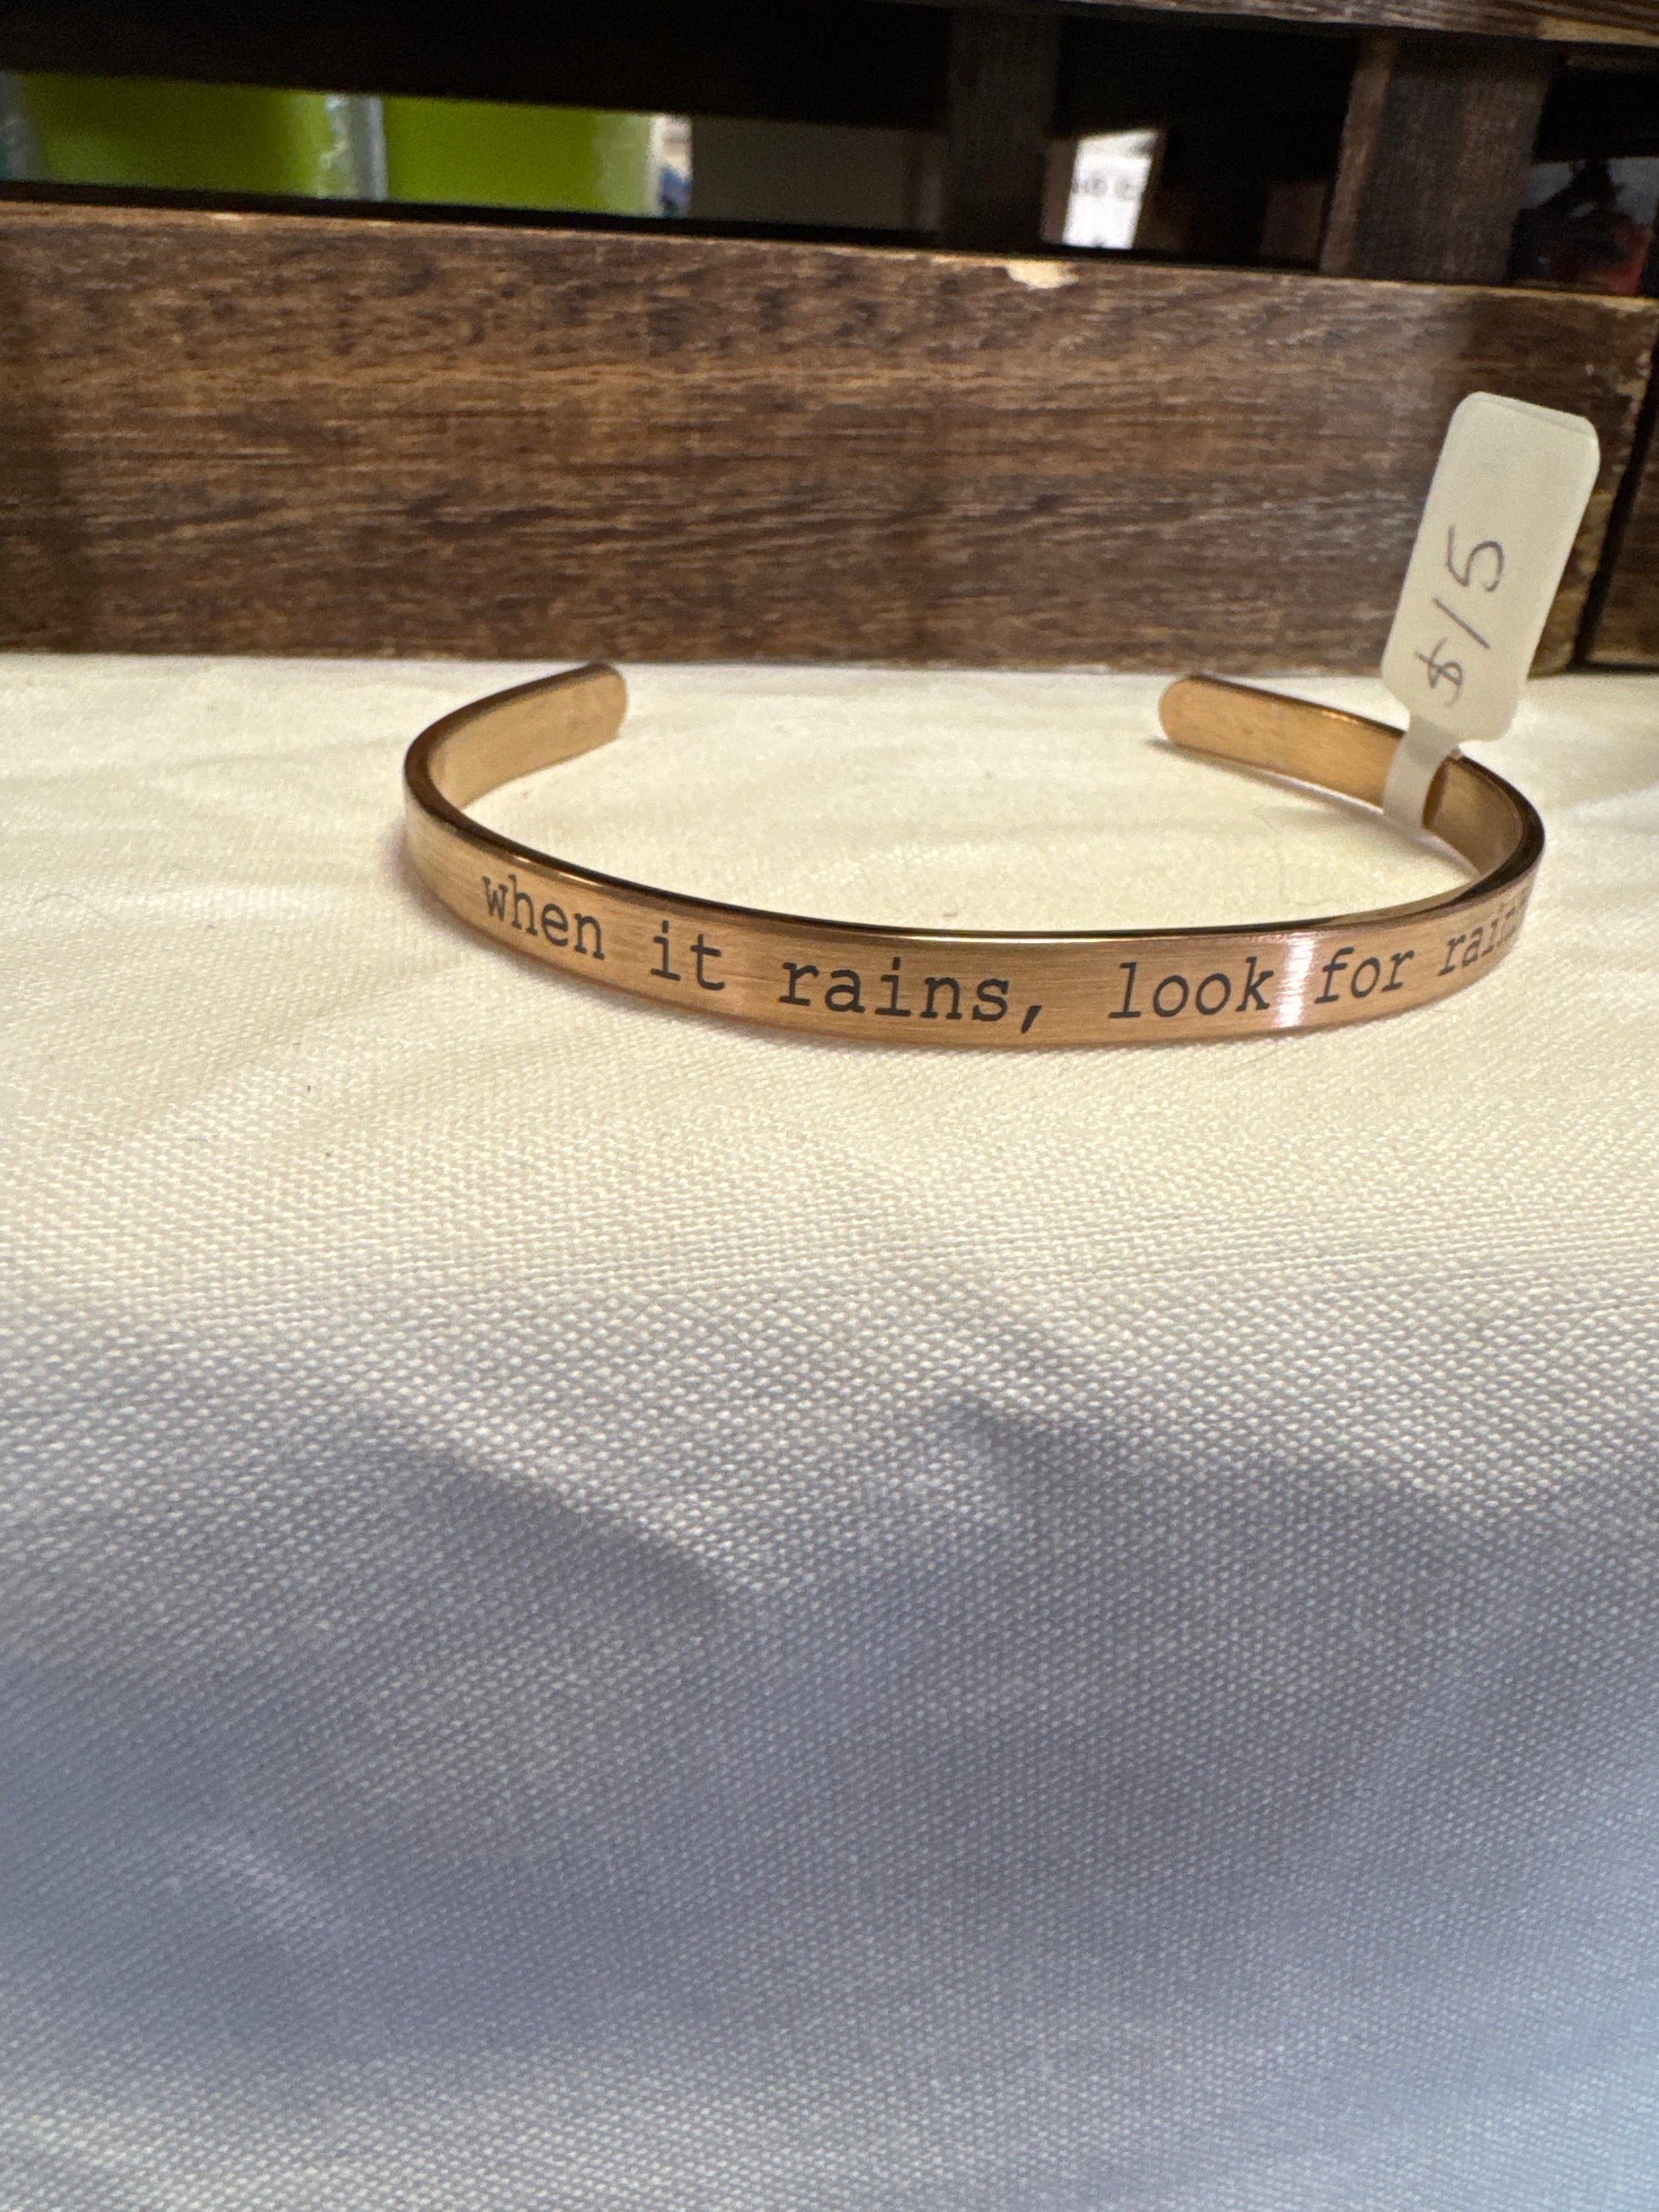 $15
when it rains, look for